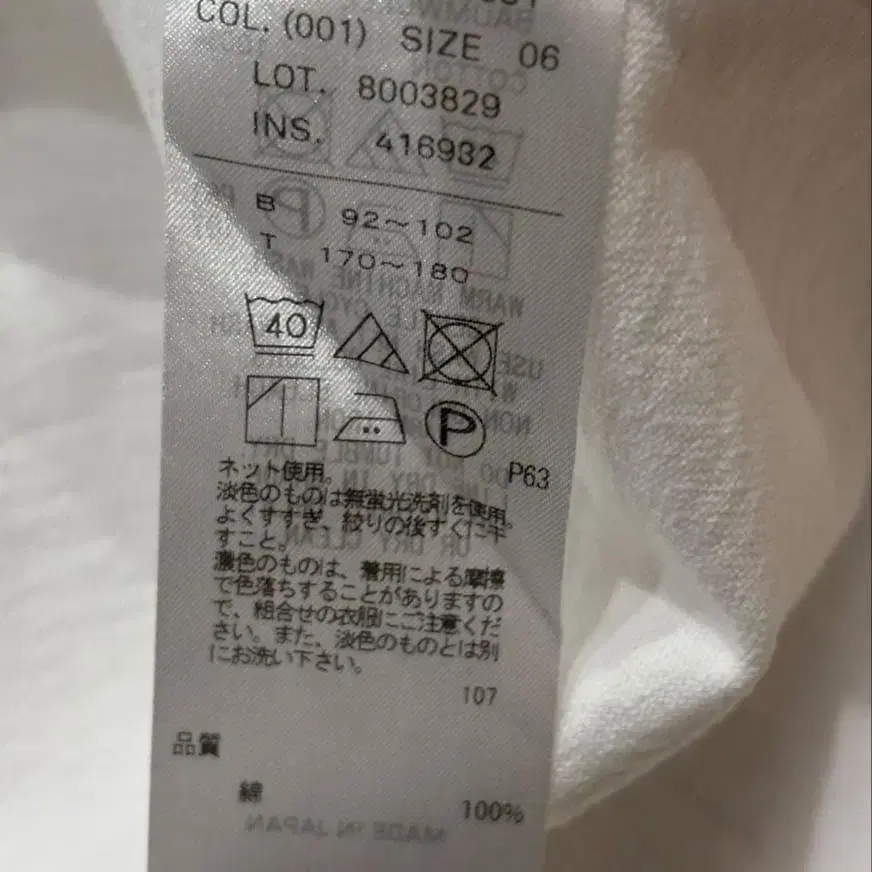 COL. (001) SIZE 06
LOT. 8003829
INS. 416932
B 92～102
T 170～180
40
P
P63
ネット使用。
淡色のものは無蛍光洗剤を使用。
よくすすぎ、絞りの後すぐに干
すこと。
濃色のものは、着用による摩擦
で色落ちすることがありますの
で、組合せの衣服にご注意くだ
さい。また、淡色のものとは別
にお洗い下さい。
107
品質
綿 100%
MADE IN JAPAN